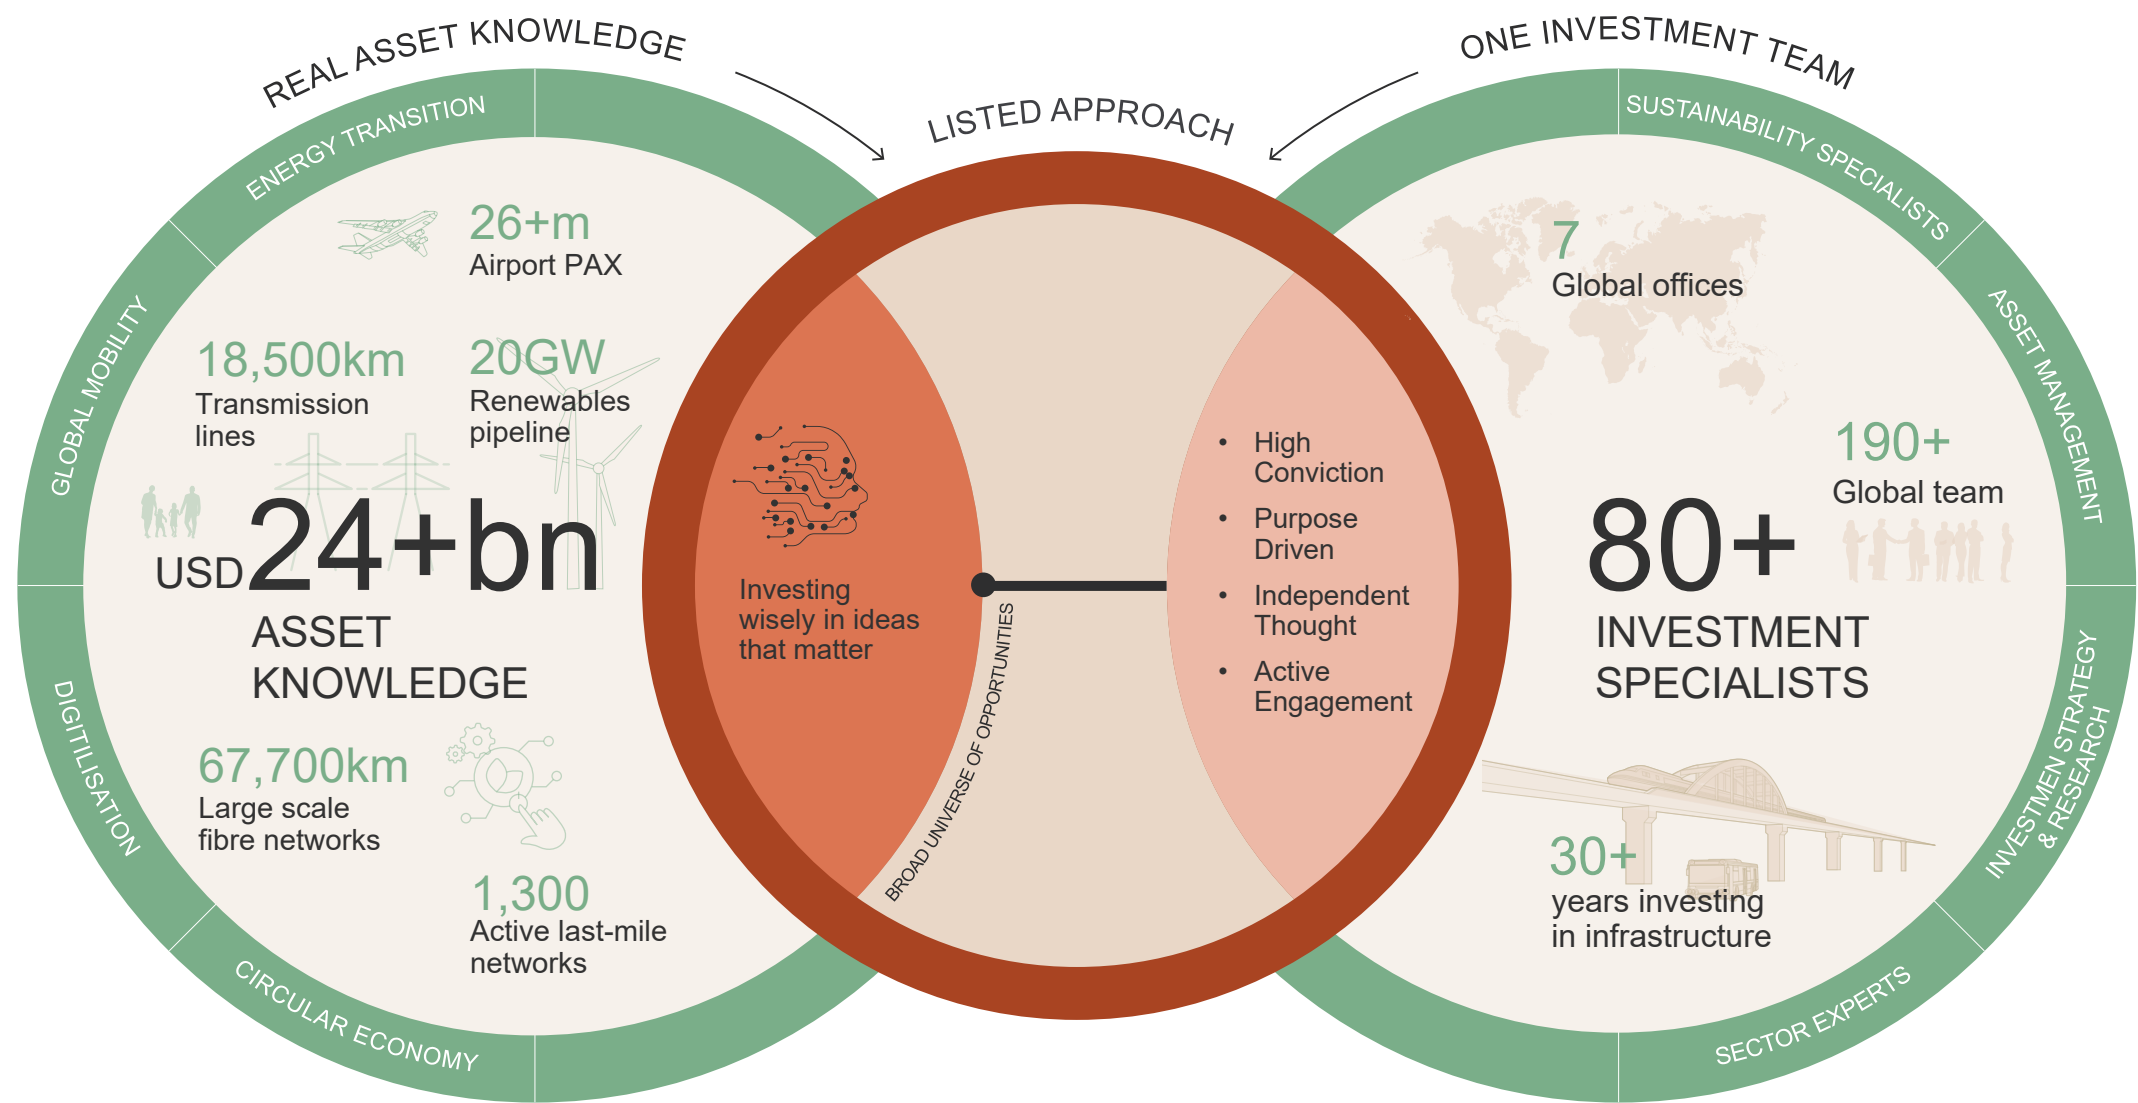 REAL ASSET KNOWLEDGE
ONE INVESTMENT TEAM
LISTED APPROACH
ENERGY TRANSITION
GLOBAL MOBILITY
DIGITILISATION
CIRCULAR ECONOMY
26+m
Airport PAX
18,500km
Transmission
lines
20GW
Renewables
pipeline
USD 24+bn
ASSET
KNOWLEDGE
67,700km
Large scale
fibre networks
1,300
Active last-mile
networks
Investing
wisely in ideas
that matter
BROAD UNIVERSE OF OPPORTUNITIES
• High
Conviction
• Purpose
Driven
• Independent
Thought
• Active
Engagement
7
Global offices
190+
Global team
80+
INVESTMENT
SPECIALISTS
30+
years investing
in infrastructure
SUSTAINABILITY SPECIALISTS
ASSET MANAGEMENT
INVESTMEN STRATEGY
& RESEARCH
SECTOR EXPERTS